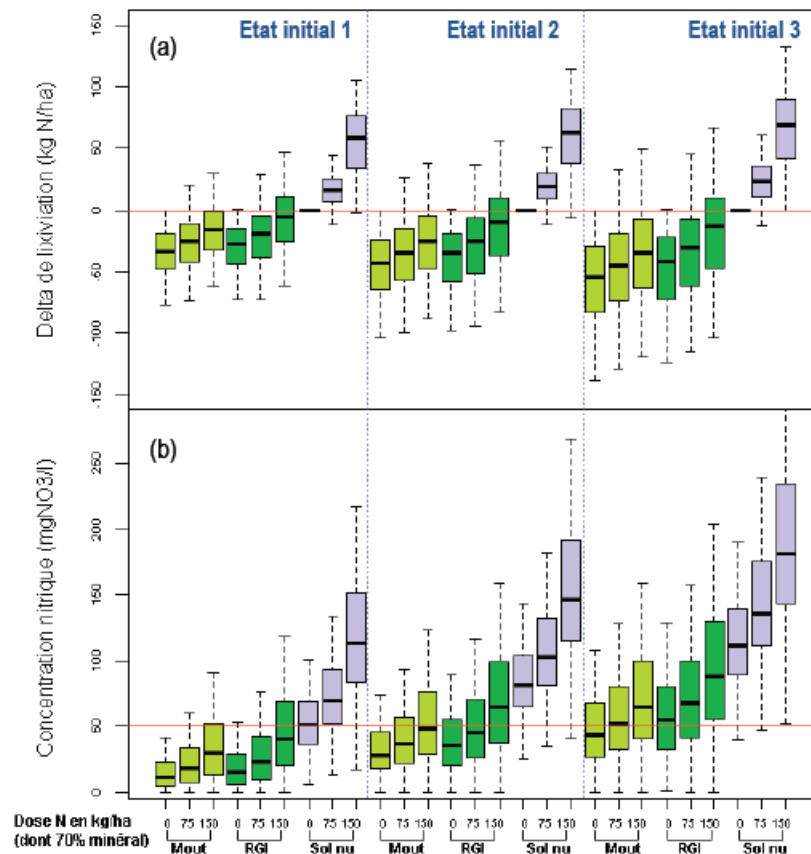 Etat initial 1 Etat initial 2 Etat initial 3
(a)
Delta de lixiviation (kg N/ha)
150
100
50
0
-50
-100
-150
(b)
Concentration nitrique (mgNO3/l)
250
200
150
100
50
0
Dose N en kg/ha
(dont 70% minéral)
0 75 150 0 75 150 0 75 150 0 75 150 0 75 150 0 75 150 0 75 150 0 75 150 0 75 150
Mout RGI Sol nu Mout RGI Sol nu Mout RGI Sol nu